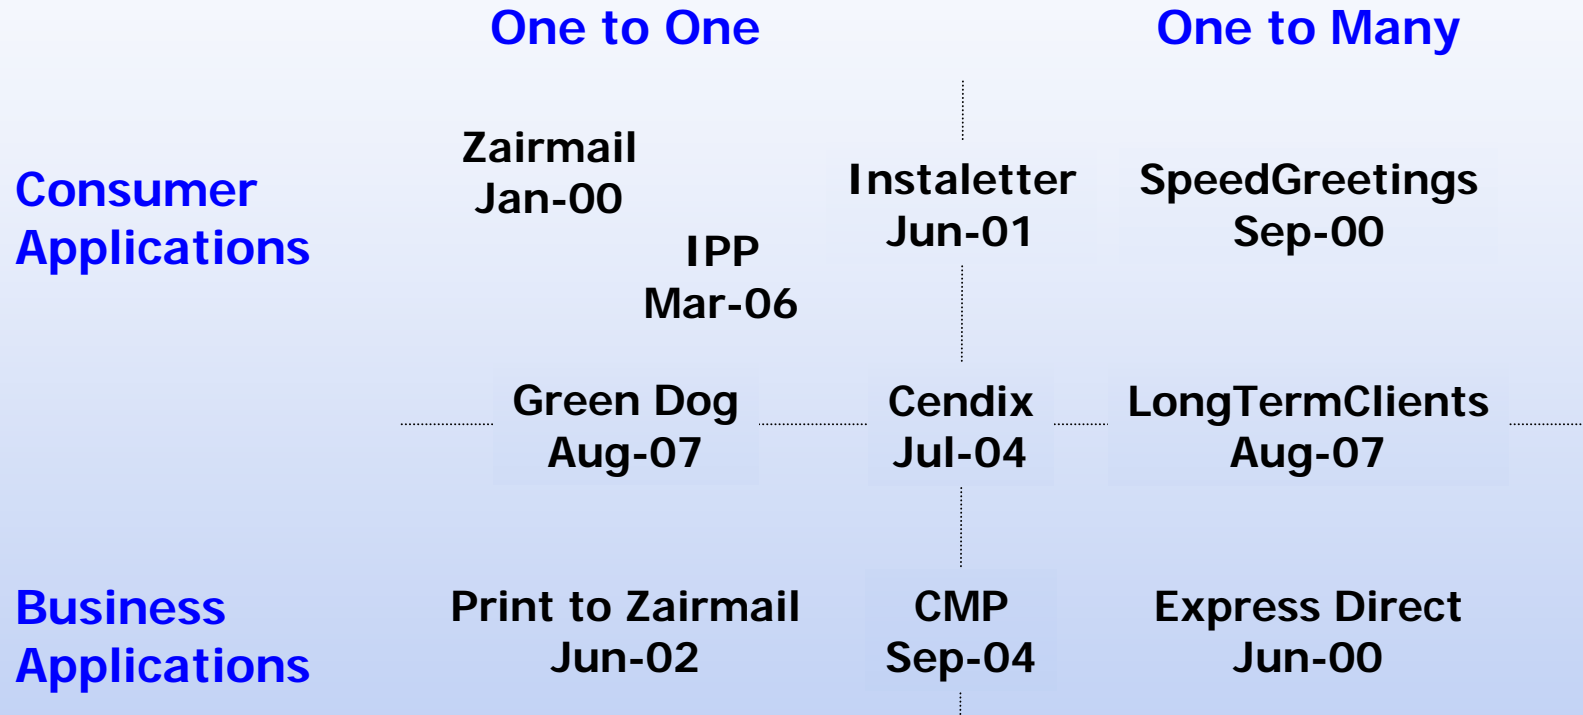 One to One
One to Many
Consumer
Applications
Zairmail
Jan-00
IPP
Mar-06
Instaletter
Jun-01
SpeedGreetings
Sep-00
Green Dog
Aug-07
Cendix
Jul-04
LongTermClients
Aug-07
Business
Applications
Print to Zairmail
Jun-02
CMP
Sep-04
Express Direct
Jun-00